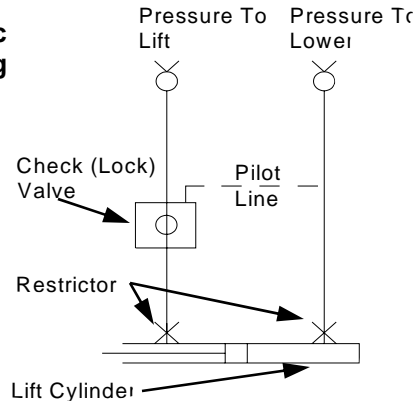 c
g
Pressure To
Lift
Pressure To
Lower
Check (Lock)
Valve
Pilot
Line
Restrictor
Lift Cylinder